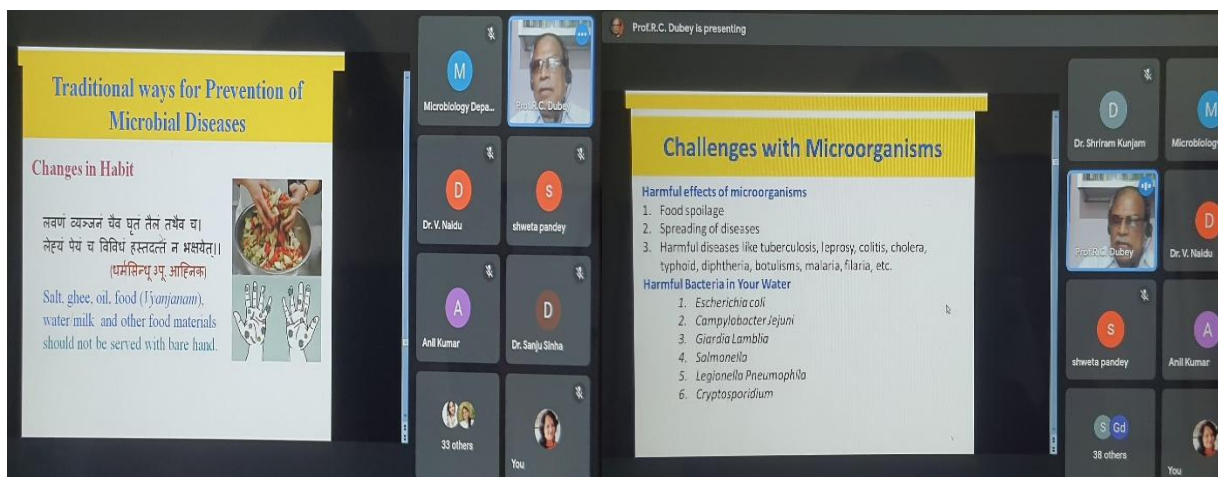 Traditional ways for Prevention of
Microbial Diseases
Changes in Habit
लवणं व्यञ्जनं चैव घृतं तैलं तथैव च।
लेह्यं पेयं च विविधं हस्तदत्तं न भक्षयेत्।।
(धर्मसिन्धू ३पू. आह्निक)
Salt, ghee, oil, food (Vyanjanam),
water/milk and other food materials
should not be served with bare hand.
M
Microbiology Depa...
Prof.R.C. Dubey
D
Dr. V. Naidu
S
shweta pandey
A
Anil Kumar
D
Dr. Sanju Sinha
33 others
You
Prof.R.C. Dubey is presenting
Challenges with Microorganisms
Harmful effects of microorganisms
1. Food spoilage
2. Spreading of diseases
3. Harmful diseases like tuberculosis, leprosy, colitis, cholera,
typhoid, diphtheria, botulisms, malaria, filaria, etc.
Harmful Bacteria in Your Water
1. Escherichia coli
2. Campylobacter Jejuni
3. Giardia Lamblia
4. Salmonella
5. Legionella Pneumophila
6. Cryptosporidium
D
Dr. Shriram Kunjam
M
Microbiology
Prof.R.C. Dubey
D
Dr. V. Naidu
S
shweta pandey
A
Anil Kumar
S Gd
38 others
You